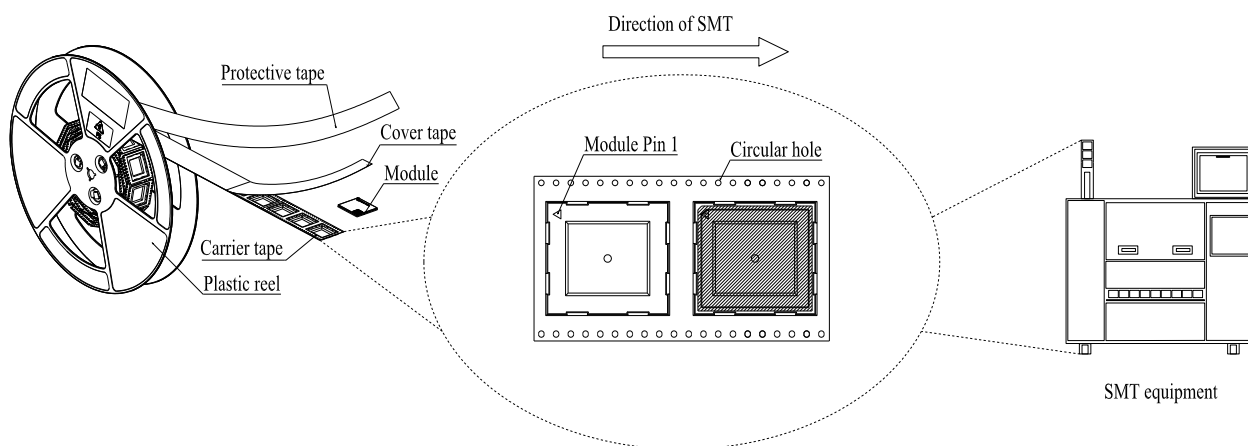 Direction of SMT
Protective tape
Cover tape
Module
Carrier tape
Plastic reel
Module Pin 1
Circular hole
SMT equipment